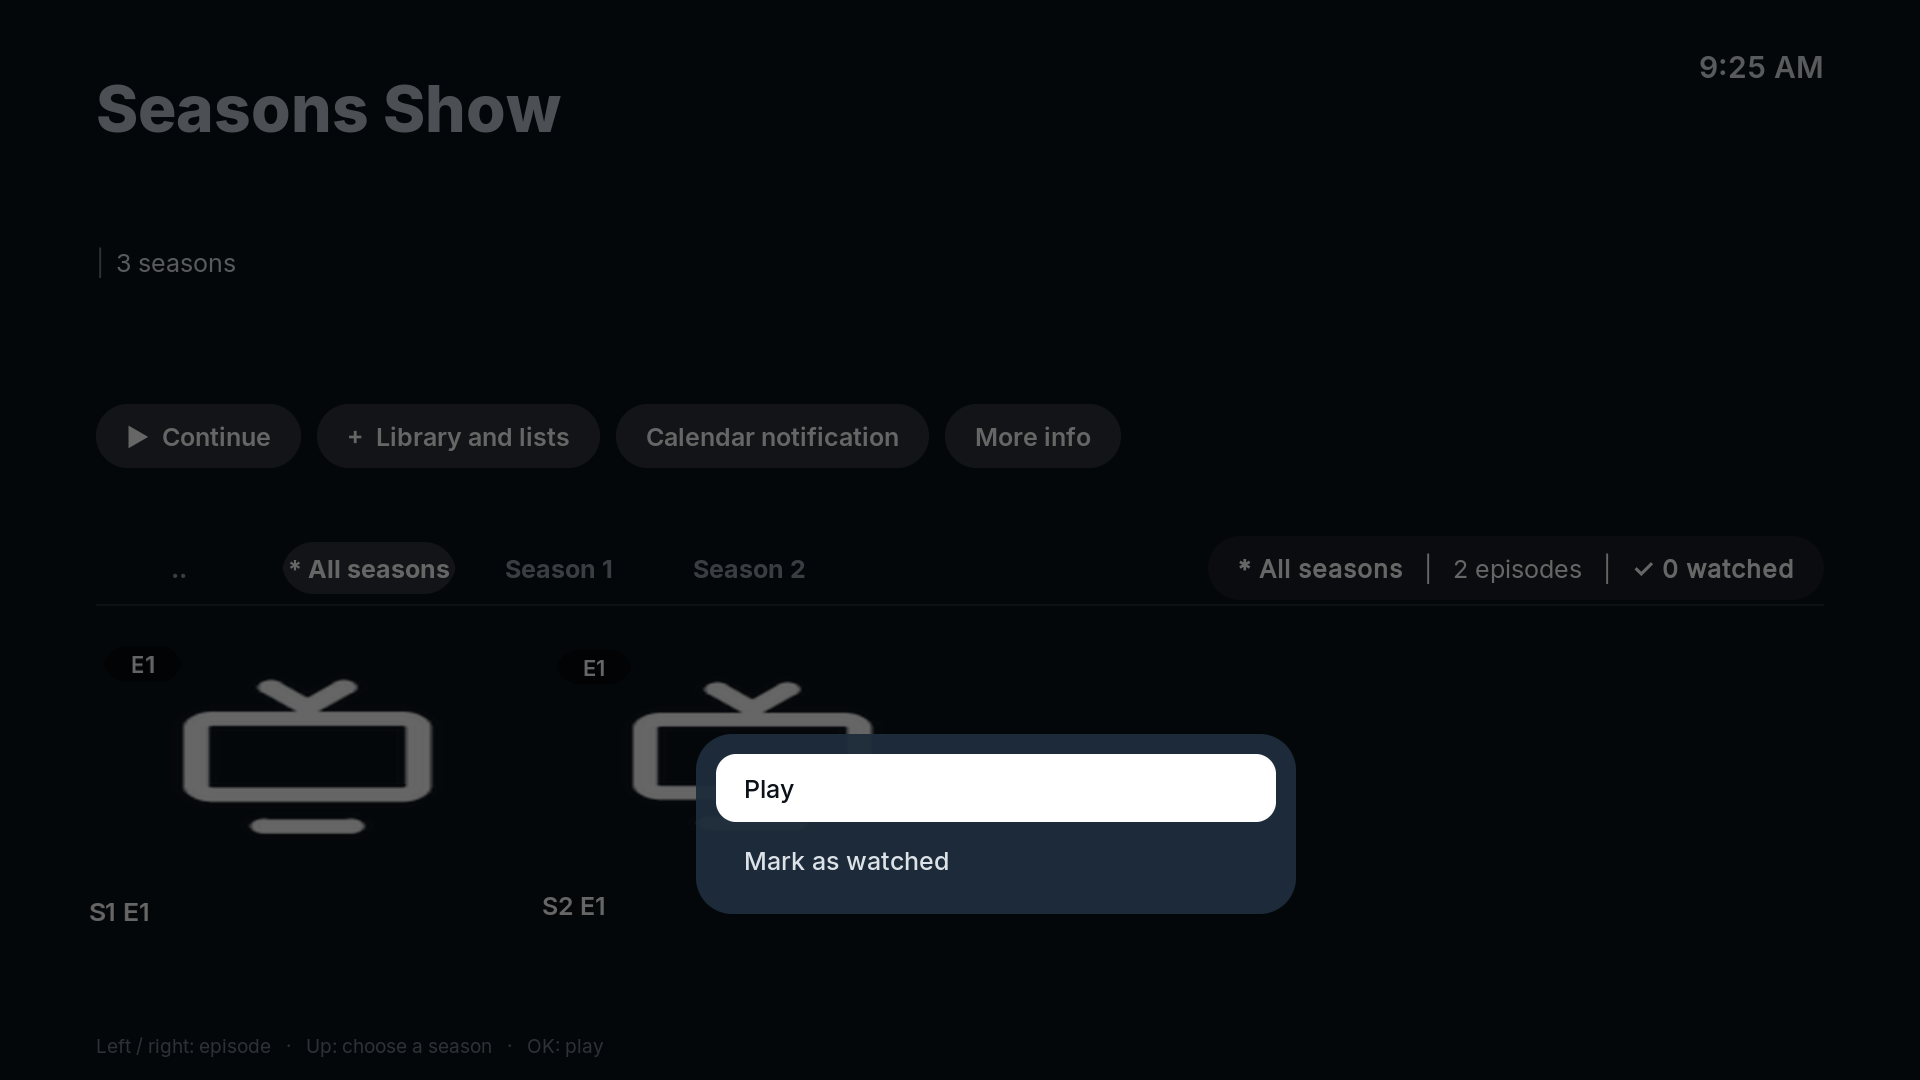 9:25 AM
Seasons Show
3 seasons
Continue
+ Library and lists
Calendar notification
More info
..
* All seasons
Season 1
Season 2
* All seasons | 2 episodes | ✓ 0 watched
E1
E1
Play
Mark as watched
S1 E1
S2 E1
Left / right: episode · Up: choose a season · OK: play